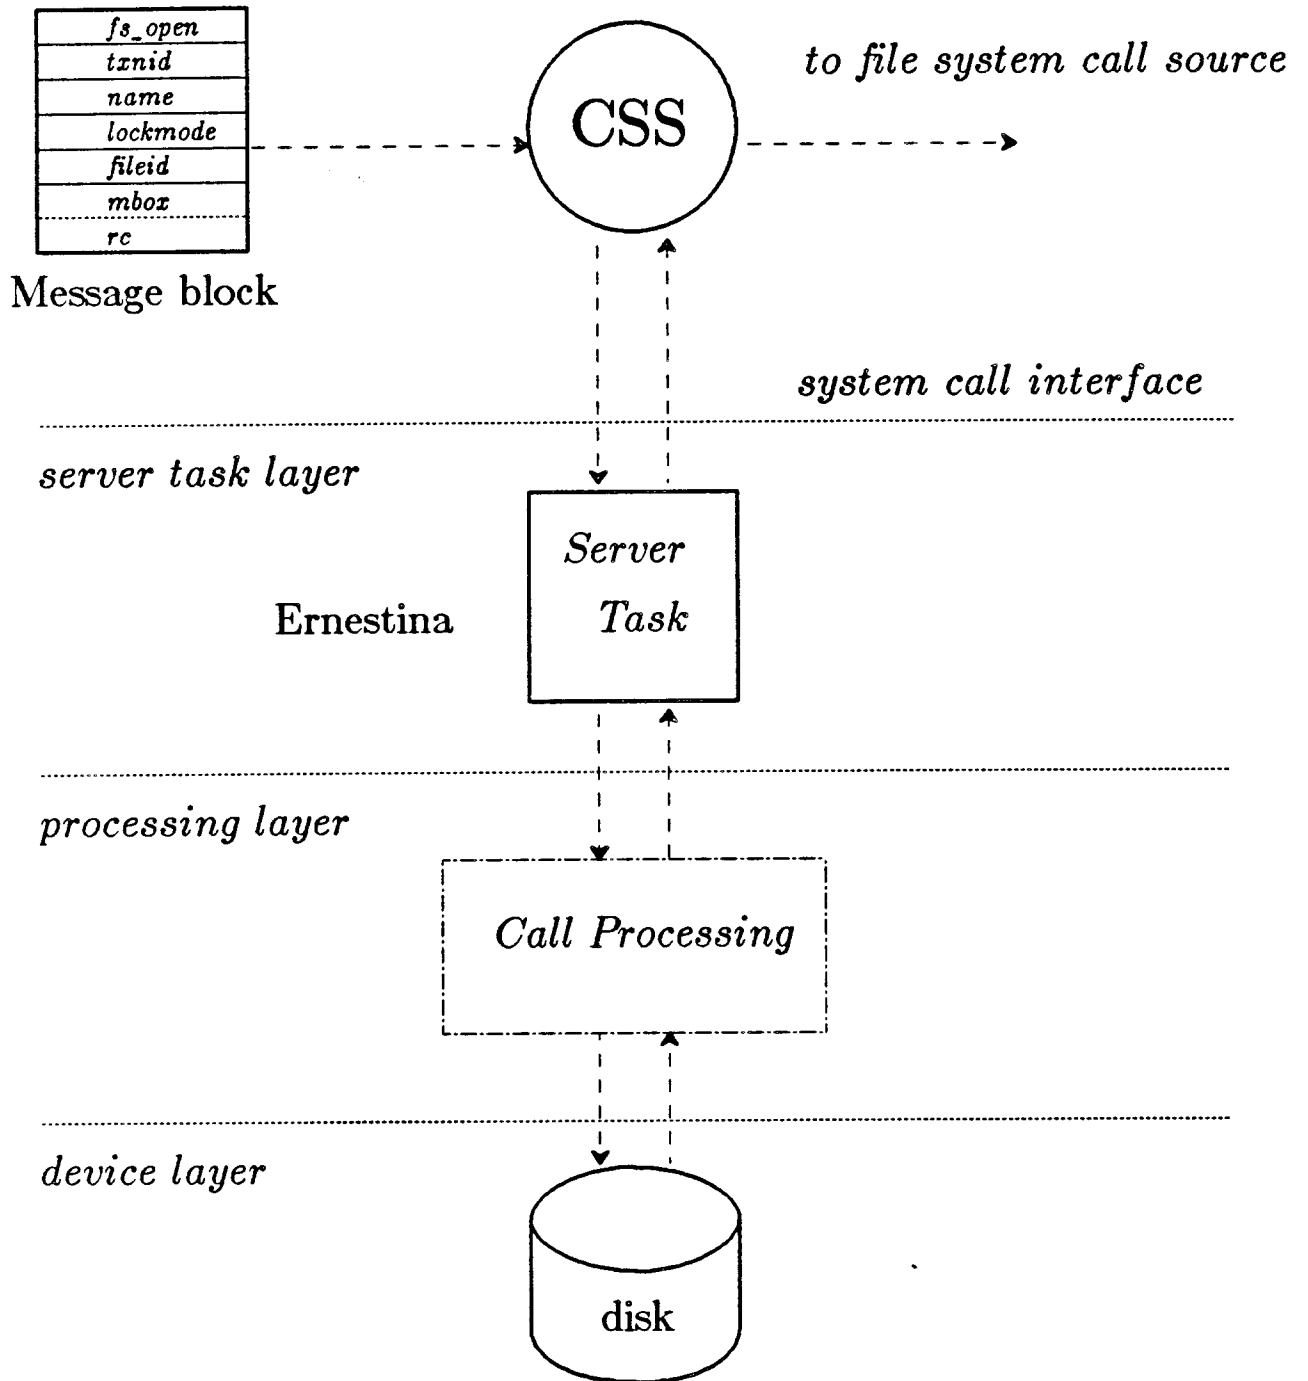 fs_open
txnid
name
lockmode
fileid
mbox
rc
Message block
CSS
to file system call source
system call interface
server task layer
Server
Task
Ernestina
processing layer
Call Processing
device layer
disk